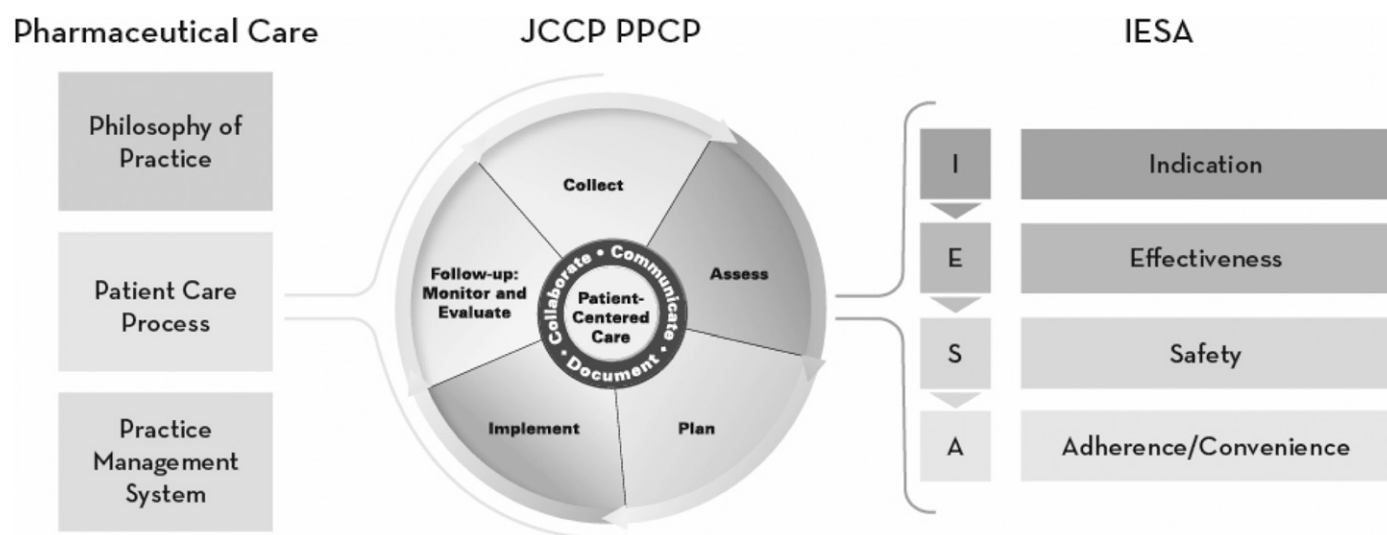 Pharmaceutical Care
JCCP PPCP
IESA
Philosophy of
Practice
Patient Care
Process
Practice
Management
System
Collect
Assess
Plan
Implement
Follow-up:
Monitor and
Evaluate
Collaborate • Communicate • Document •
Patient-
Centered
Care
I
Indication
E
Effectiveness
S
Safety
A
Adherence/Convenience